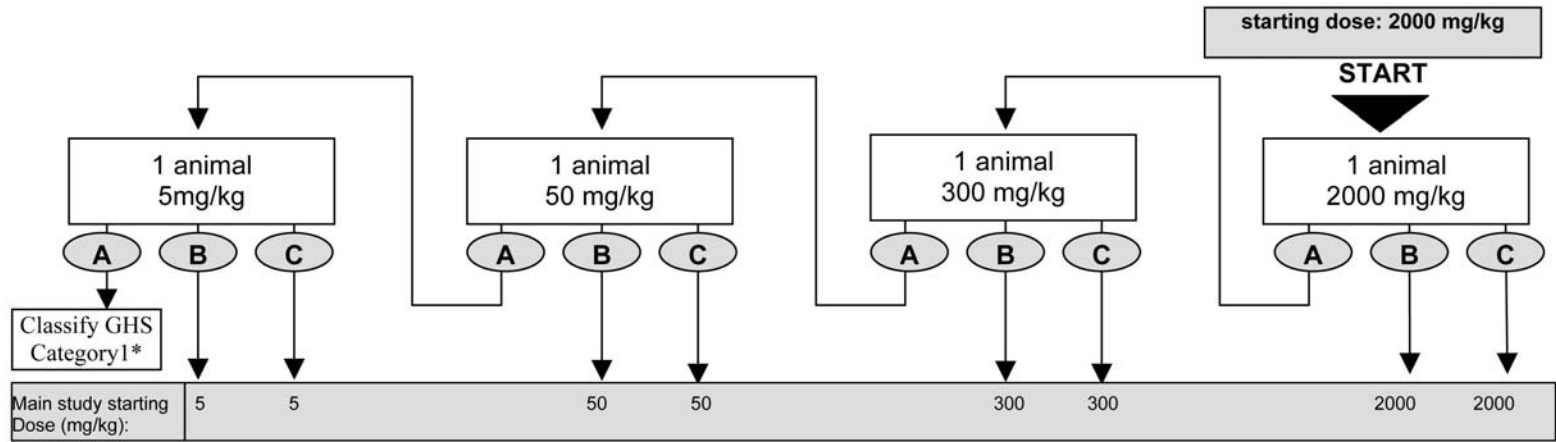 starting dose: 2000 mg/kg
START
1 animal
5mg/kg
1 animal
50 mg/kg
1 animal
300 mg/kg
1 animal
2000 mg/kg
A B C A B C A B C A B C
Classify GHS
Category1*
Main study starting 5 5 50 50 300 300 2000 2000
Dose (mg/kg):